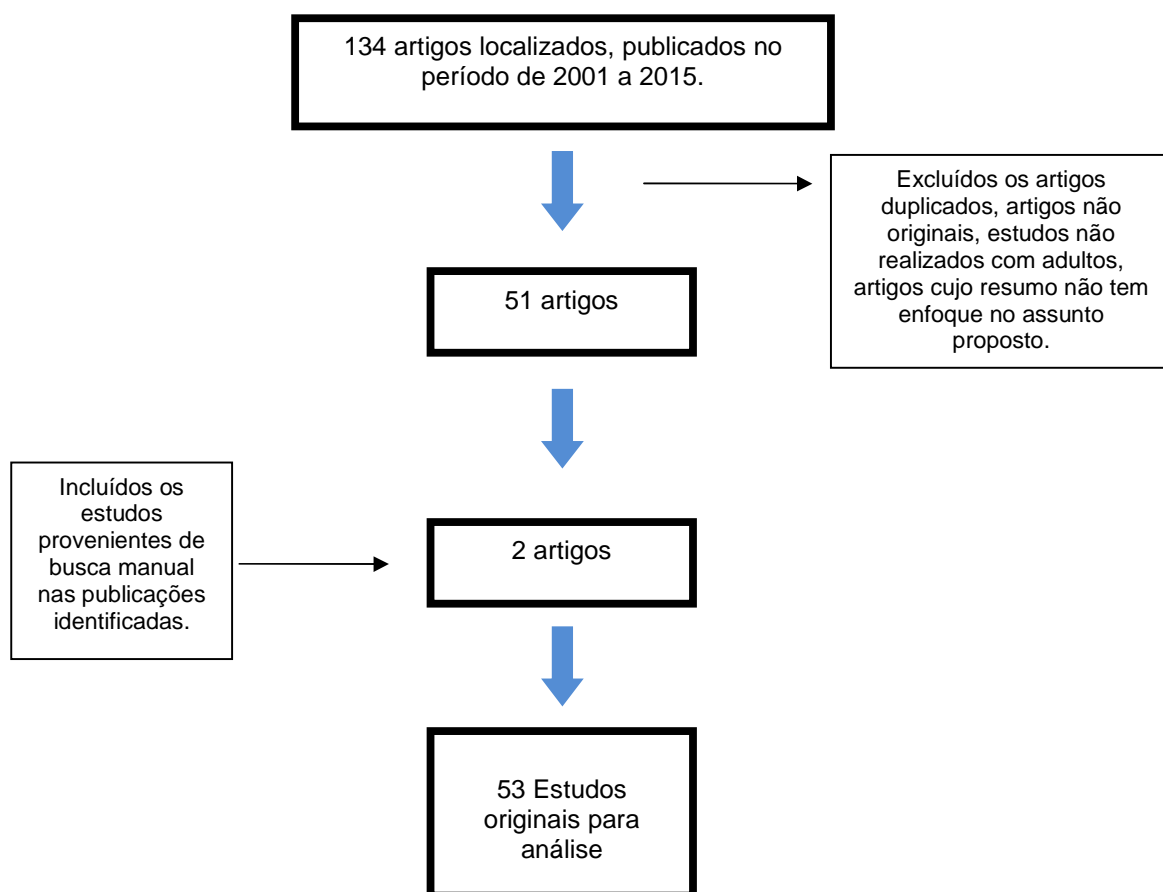 134 artigos localizados, publicados no
período de 2001 a 2015.
Excluídos os artigos
duplicados, artigos não
originais, estudos não
realizados com adultos,
artigos cujo resumo não tem
enfoque no assunto
proposto.
51 artigos
Incluídos os
estudos
provenientes de
busca manual
nas publicações
identificadas.
2 artigos
53 Estudos
originais para
análise